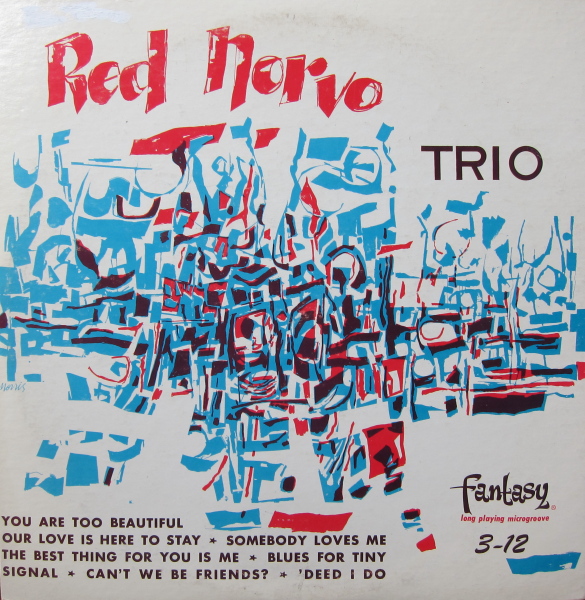 Red Norvo
TRIO
norris
fantasy®
long playing microgroove
3-12
YOU ARE TOO BEAUTIFUL
OUR LOVE IS HERE TO STAY * SOMEBODY LOVES ME
THE BEST THING FOR YOU IS ME * BLUES FOR TINY
SIGNAL * CAN'T WE BE FRIENDS? * 'DEED I DO